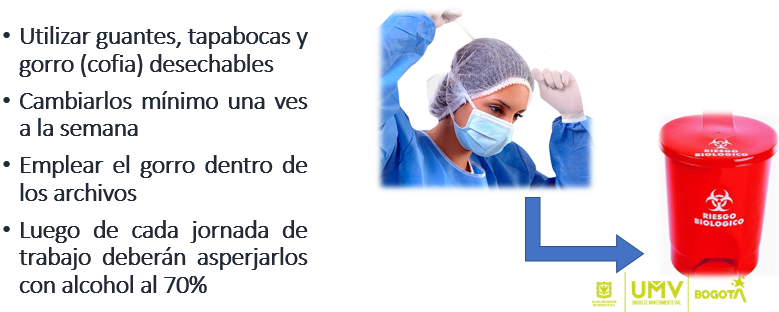 • Utilizar guantes, tapabocas y
gorro (cofia) desechables
• Cambiarlos mínimo una ves
a la semana
• Emplear el gorro dentro de
los archivos
• Luego de cada jornada de
trabajo deberán asperjarlos
con alcohol al 70%
RIESGO
BIOLOGICO
RIESGO
BIOLOGICO
UMV
UNIDAD DE MANTENIMIENTO VIAL
BOGOTÁ